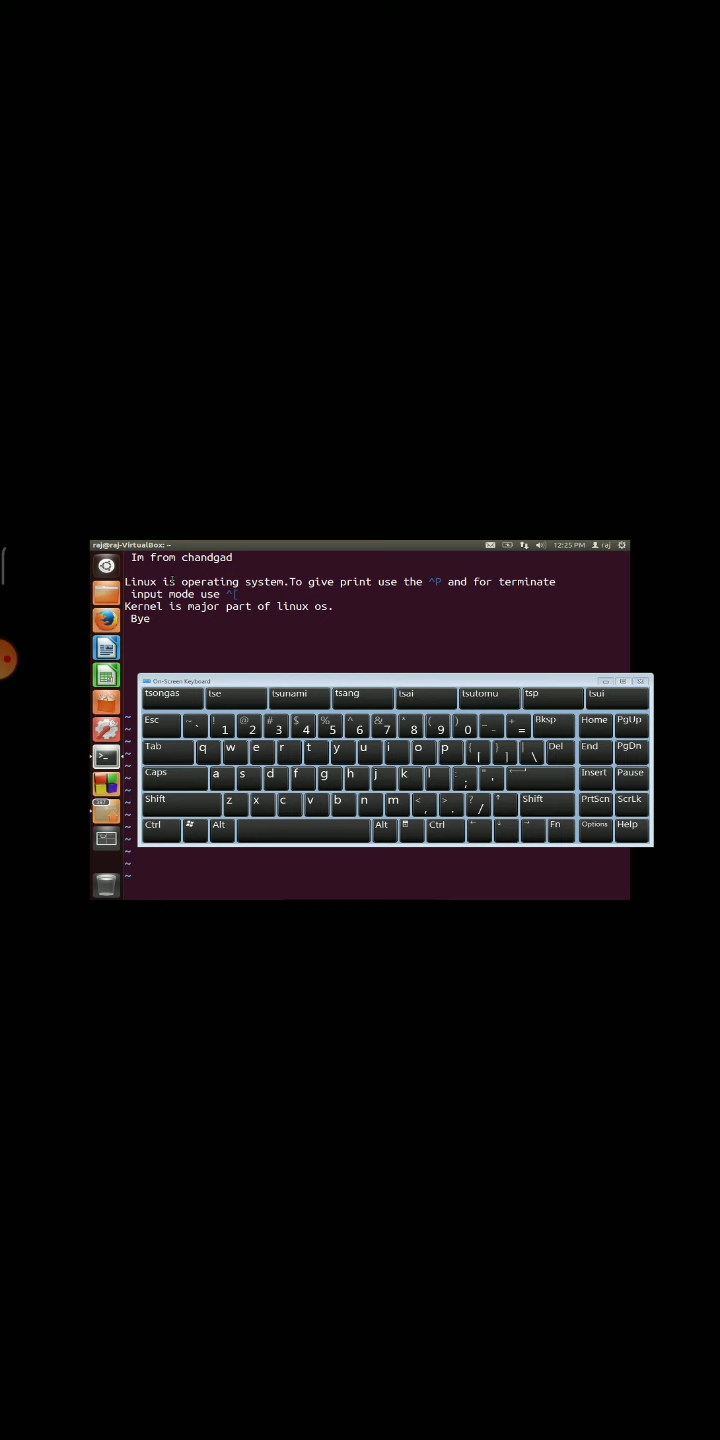 raj@raj-VirtualBox: ~ 12:25 PM raj
Im from chandgad
Linux is operating system.To give print use the ^P and for terminate
input mode use ^[
Kernel is major part of linux os.
Bye
~
~
~
~
On-Screen Keyboard
tsongas tse tsunami tsang tsai tsutomu tsp tsui
Esc ~ ` ! 1 @ 2 # 3 $ 4 % 5 ^ 6 & 7 * 8 ( 9 ) 0 _ - + = Bksp Home PgUp
Tab q w e r t y u i o p { [ } ] | \ Del End PgDn
Caps a s d f g h j k l : ; " ' Insert Pause
Shift z x c v b n m < , > . ? / ↑ Shift PrtScn ScrLk
Ctrl Alt Alt Ctrl ← ↓ → Fn Options Help
~
~
~